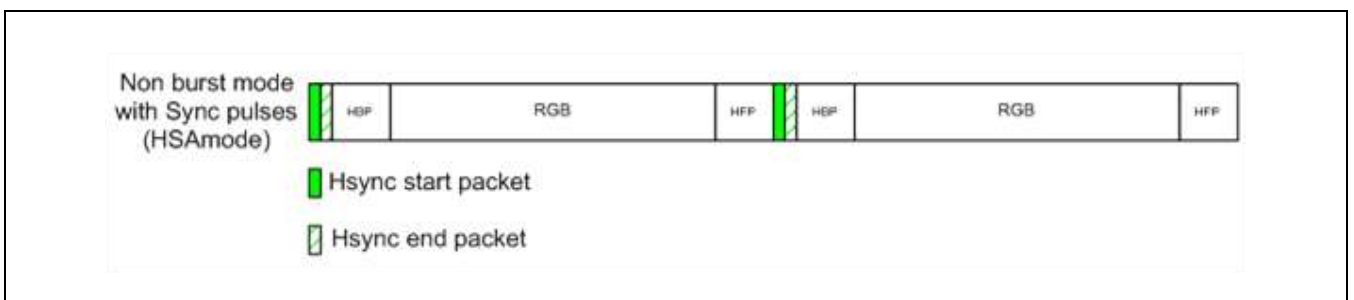 Non burst mode
with Sync pulses
(HSAmode)
HBP RGB HFP HBP RGB HFP
Hsync start packet
Hsync end packet